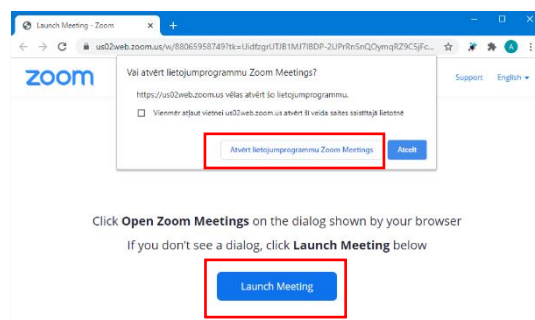 Launch Meeting - Zoom
us02web.zoom.us/w/88065958749?tk=
zoom
Support English
Vai atvērt lietojumprogrammu Zoom Meetings?
https://us02web.zoom.us vēlas atvērt šo lietojumprogrammu.
Vienmēr atļaut vietnei us02web.zoom.us atvērt šī veida saites saistītajā lietotnē
Atvērt lietojumprogrammu Zoom Meetings Atcelt
Click Open Zoom Meetings on the dialog shown by your browser
If you don't see a dialog, click Launch Meeting below
Launch Meeting